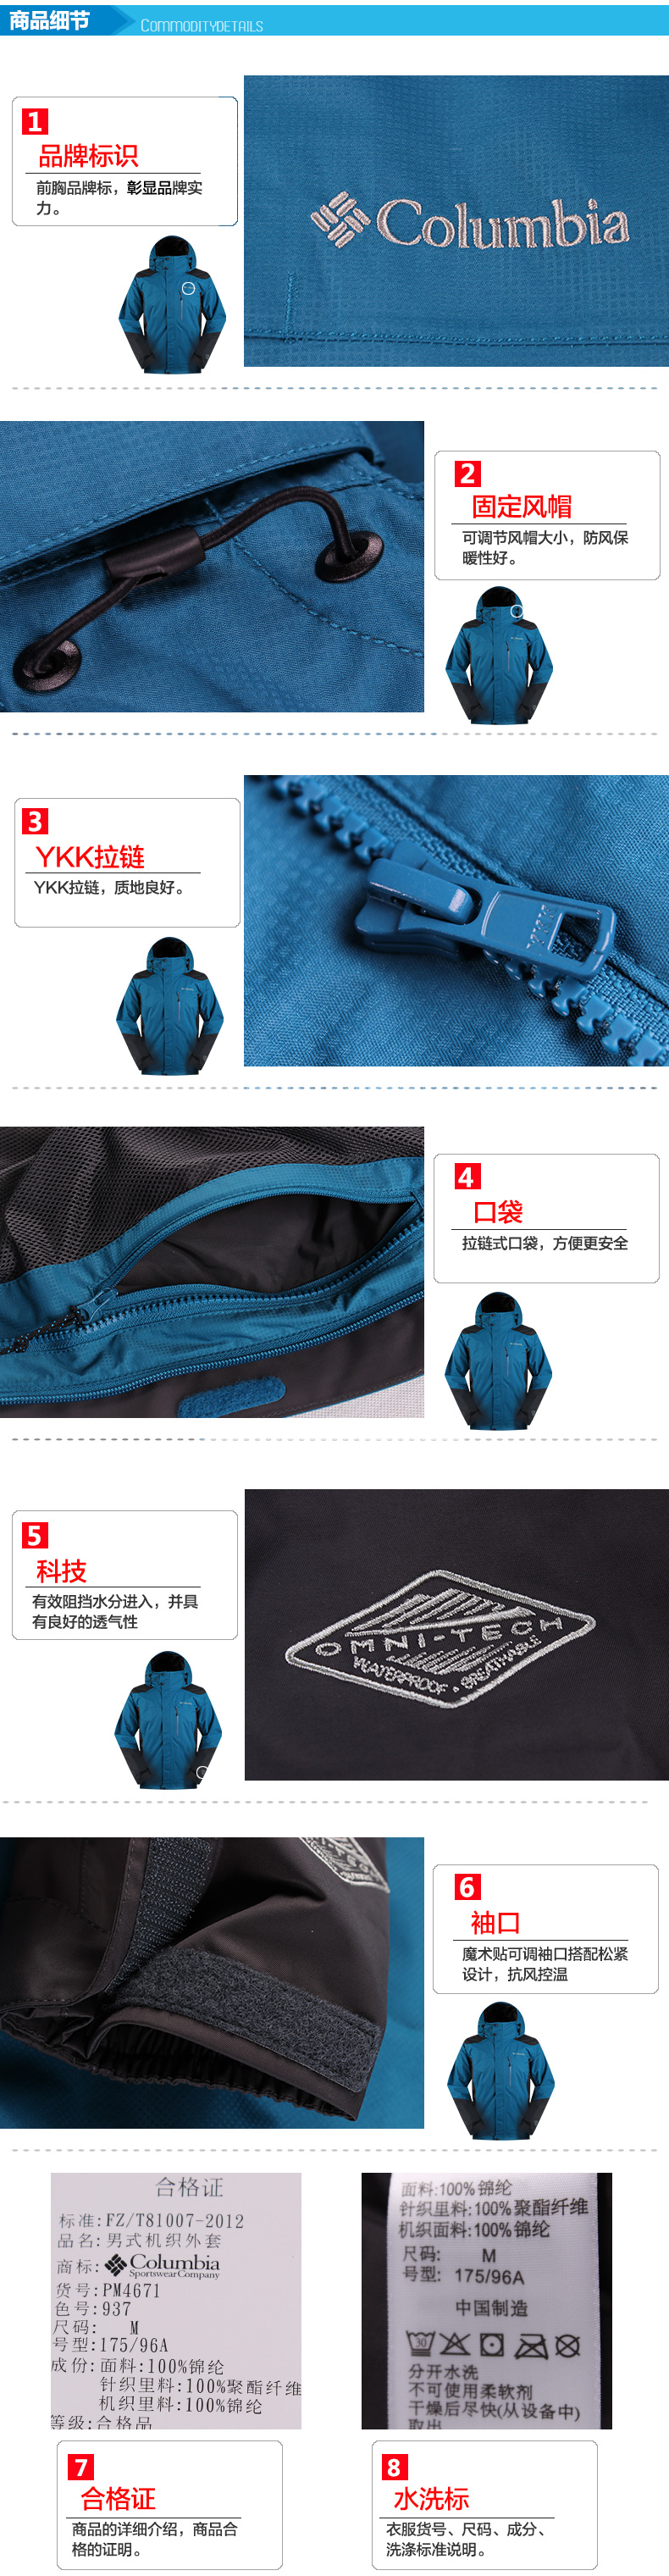 商品细节 COMMODITYDETAILS
1
品牌标识
前胸品牌标，彰显品牌实
力。
Columbia
2
固定风帽
可调节风帽大小，防风保
暖性好。
3
YKK拉链
YKK拉链，质地良好。
YKK
4
口袋
拉链式口袋，方便更安全
5
科技
有效阻挡水分进入，并具
有良好的透气性
OMNI-TECH
WATERPROOF · BREATHABLE
6
袖口
魔术贴可调袖口搭配松紧
设计，抗风控温
合格证
标准:FZ/T81007-2012
品名:男式机织外套
商标:Columbia
Sportswear Company
货号:PM4671
色号:937
尺码: M
号型:175/96A
成份:面料:100%锦纶
针织里料:100%聚酯纤维
机织里料:100%锦纶
等级:合格品
面料:100%锦纶
针织里料:100%聚酯纤维
机织面料:100%锦纶
尺码: M
号型: 175/96A
中国制造
30
分开水洗
不可使用柔软剂
干燥后尽快(从设备中)
取出
7
合格证
商品的详细介绍，商品合
格的证明。
8
水洗标
衣服货号、尺码、成分、
洗涤标准说明。